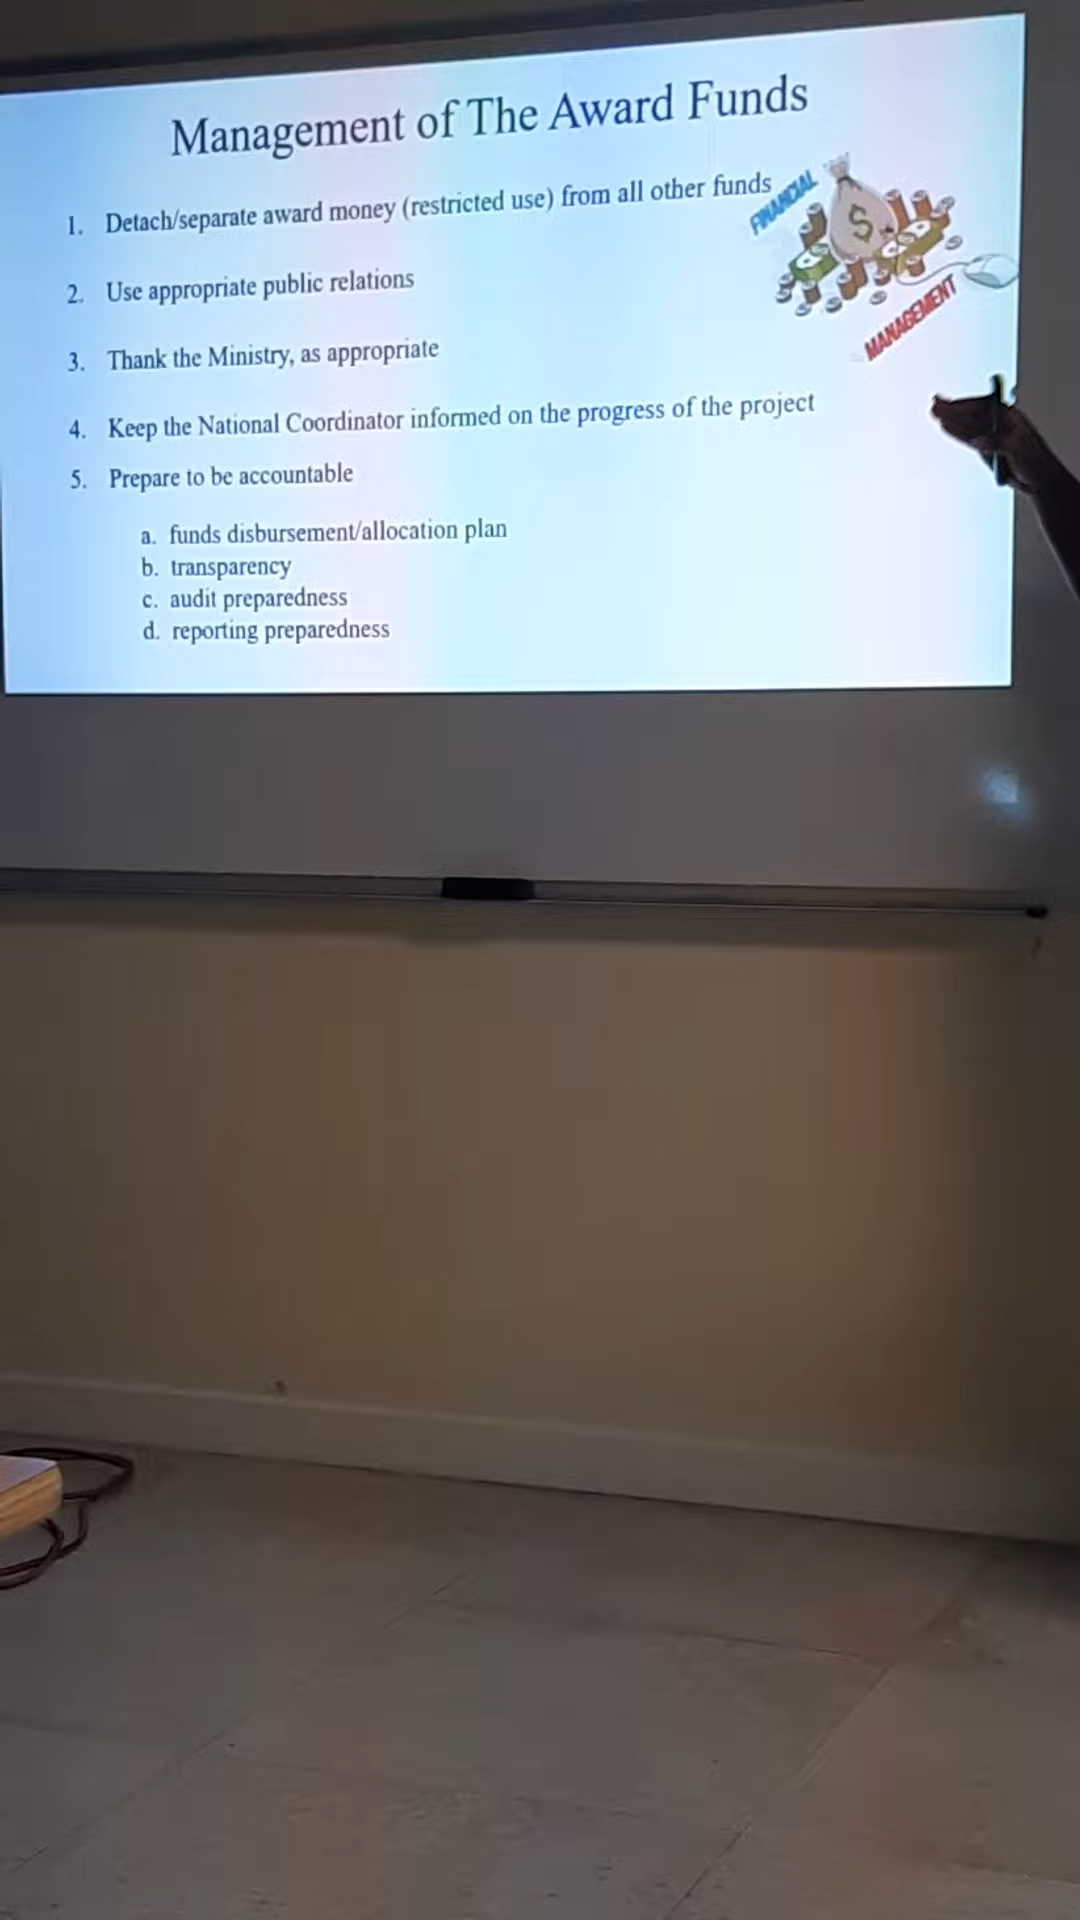 Management of The Award Funds
1. Detach/separate award money (restricted use) from all other funds
FINANCIAL
$
MANAGEMENT
2. Use appropriate public relations
3. Thank the Ministry, as appropriate
4. Keep the National Coordinator informed on the progress of the project
5. Prepare to be accountable
a. funds disbursement/allocation plan
b. transparency
c. audit preparedness
d. reporting preparedness